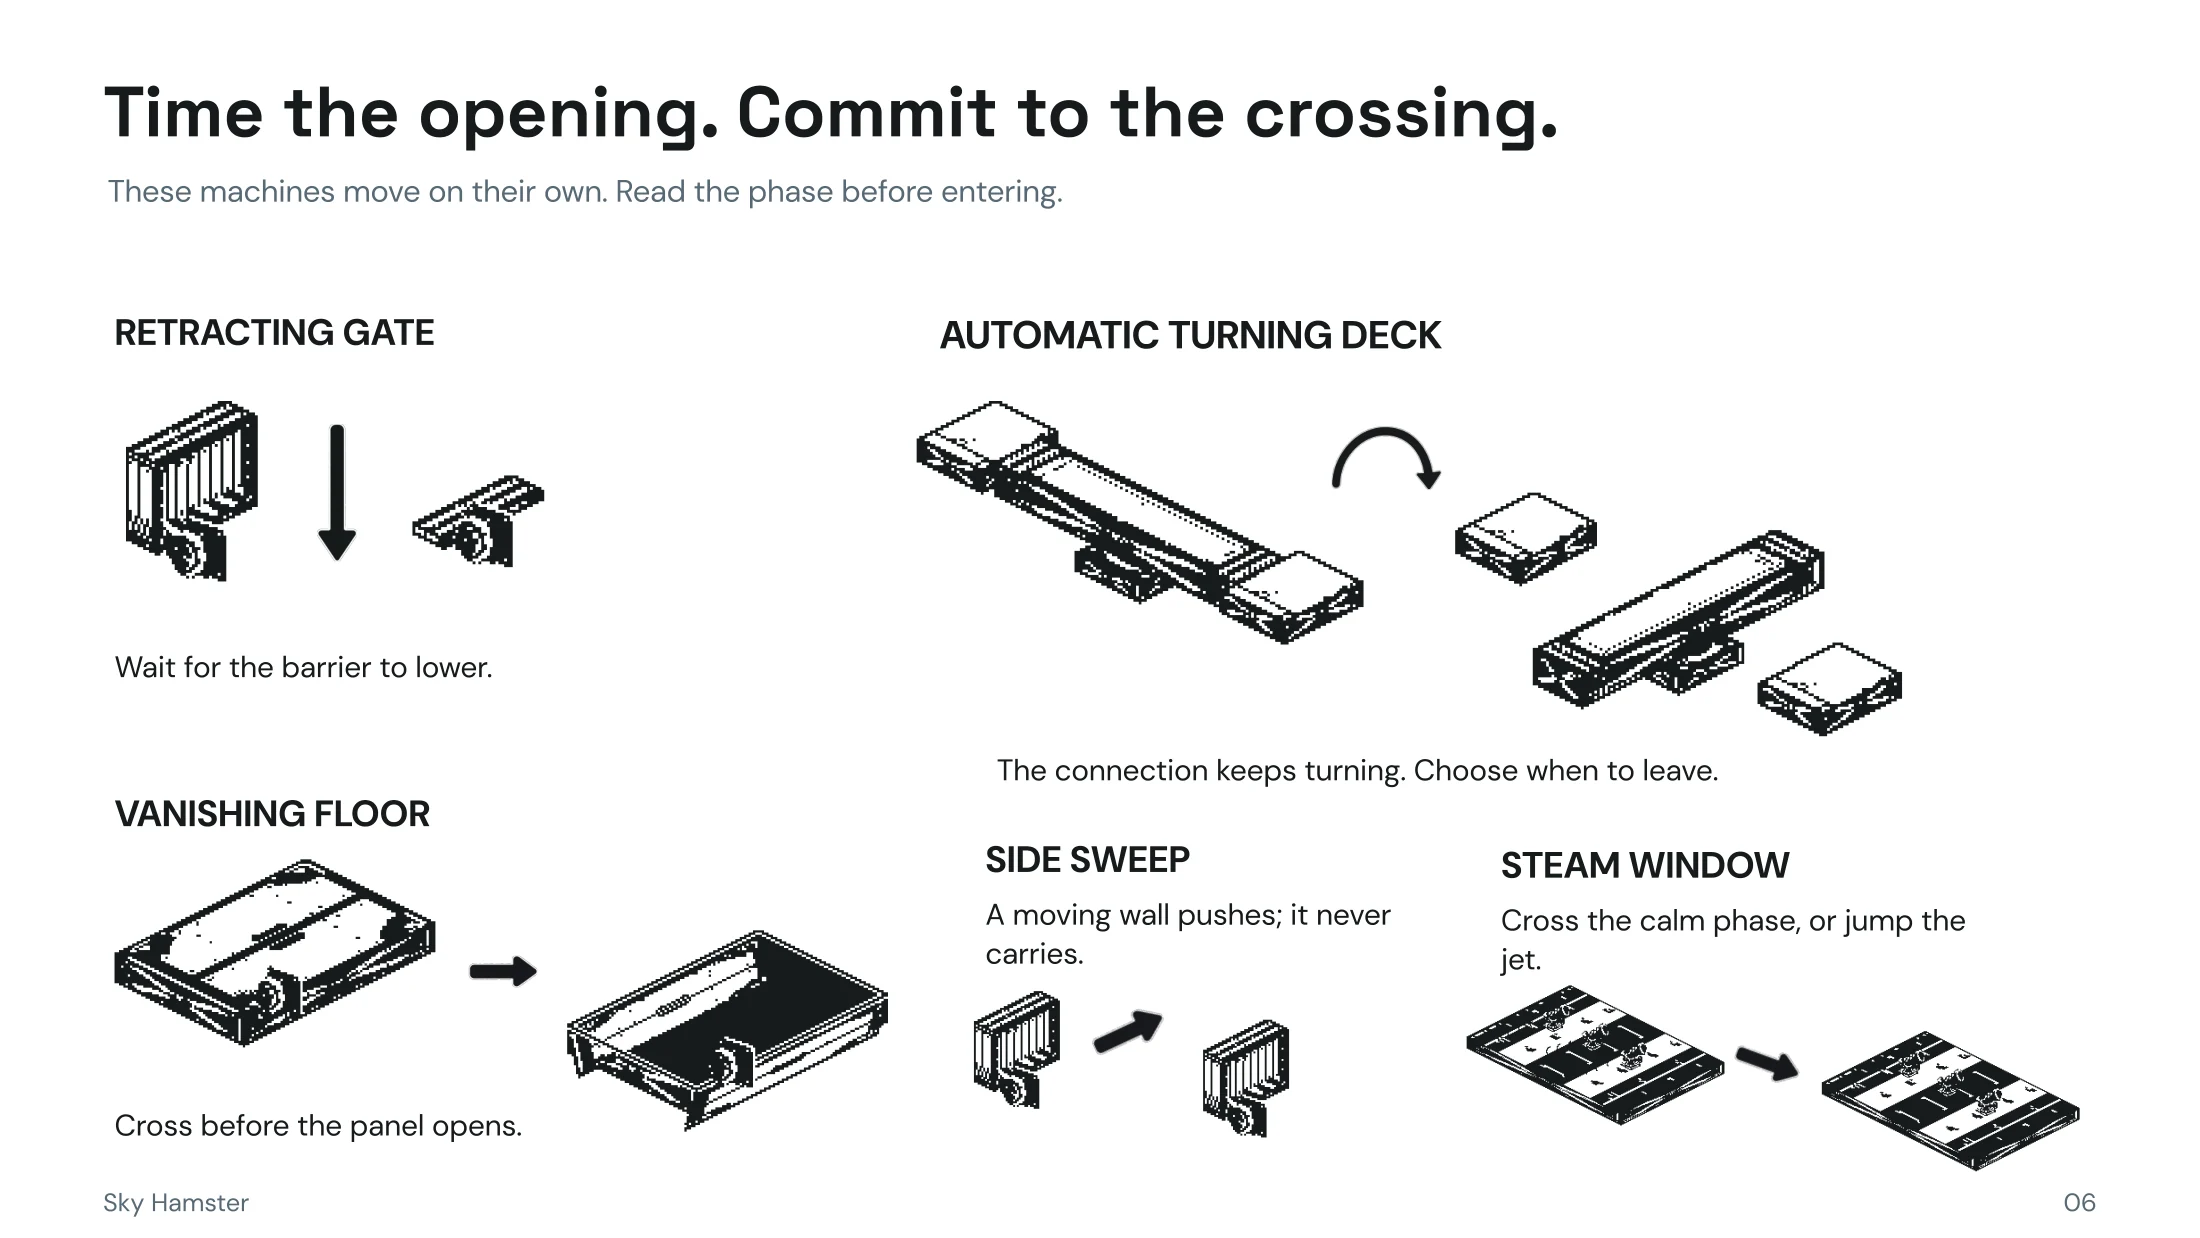 Time the opening. Commit to the crossing.
These machines move on their own. Read the phase before entering.
RETRACTING GATE
Wait for the barrier to lower.
AUTOMATIC TURNING DECK
The connection keeps turning. Choose when to leave.
VANISHING FLOOR
Cross before the panel opens.
SIDE SWEEP
A moving wall pushes; it never
carries.
STEAM WINDOW
Cross the calm phase, or jump the
jet.
Sky Hamster
06